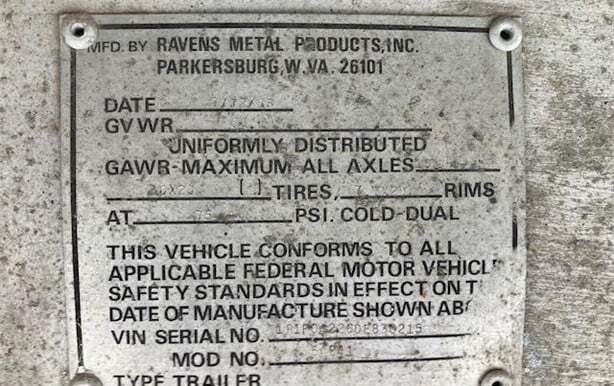 MFD. BY RAVENS METAL PRODUCTS, INC.
PARKERSBURG, W. VA. 26101
DATE
GVWR
UNIFORMLY DISTRIBUTED
GAWR-MAXIMUM ALL AXLES
TIRES, RIMS
AT PSI. COLD-DUAL
THIS VEHICLE CONFORMS TO ALL
APPLICABLE FEDERAL MOTOR VEHICL
SAFETY STANDARDS IN EFFECT ON T
DATE OF MANUFACTURE SHOWN AB
VIN SERIAL NO.
MOD NO.
TYPE TRAILER